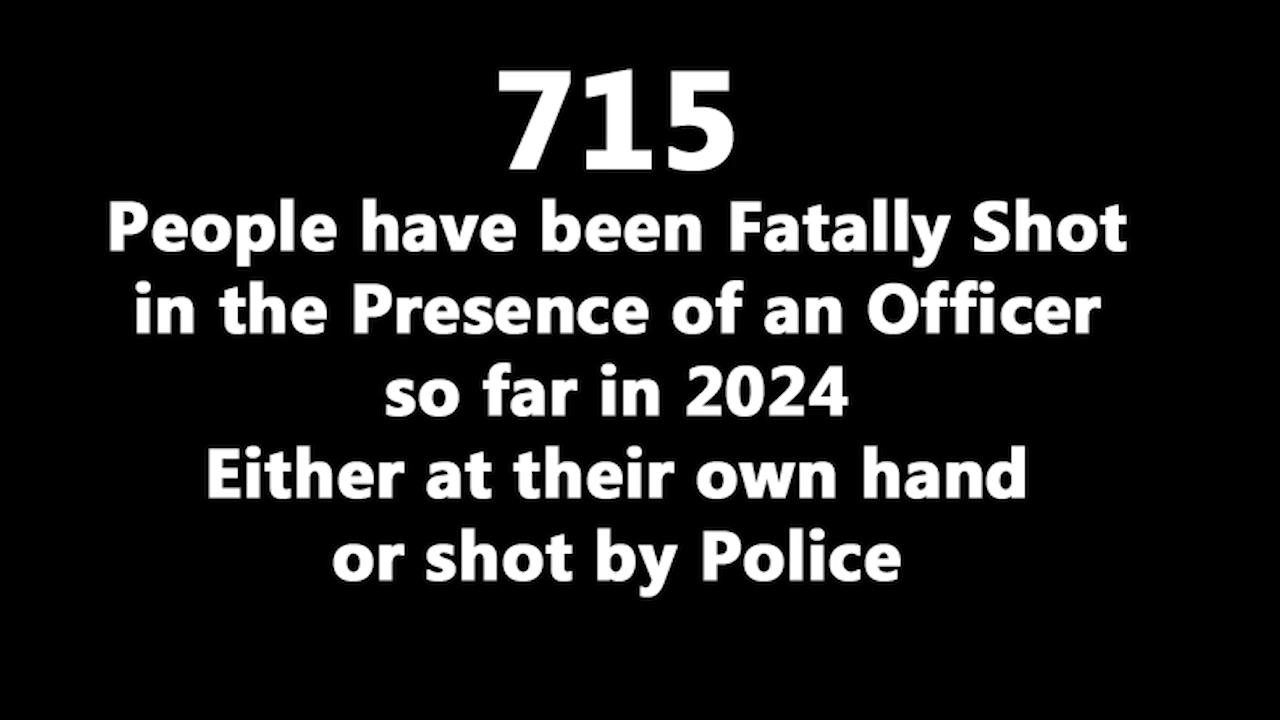 715
People have been Fatally Shot
in the Presence of an Officer
so far in 2024
Either at their own hand
or shot by Police